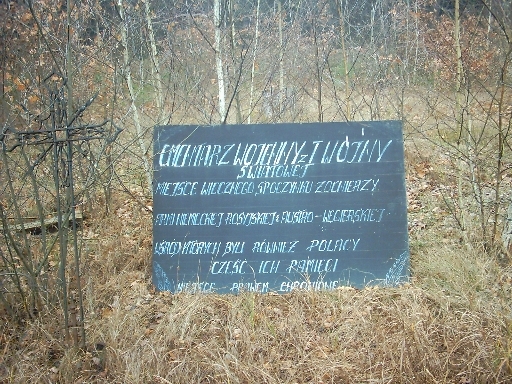 CMENTARZ WOJENNY z I WOJNY
ŚWIATOWEJ
MIEJSCE WIECZNEGO SPOCZYNKU ŻOŁNIERZY
ARMII NIEMIECKIEJ ROSYJSKIEJ i AUSTRO - WĘGIERSKIEJ
WŚRÓD KTÓRYCH BYLI RÓWNIEŻ POLACY
CZEŚĆ ICH PAMIĘCI
MIEJSCE PRAWEM CHRONIONE